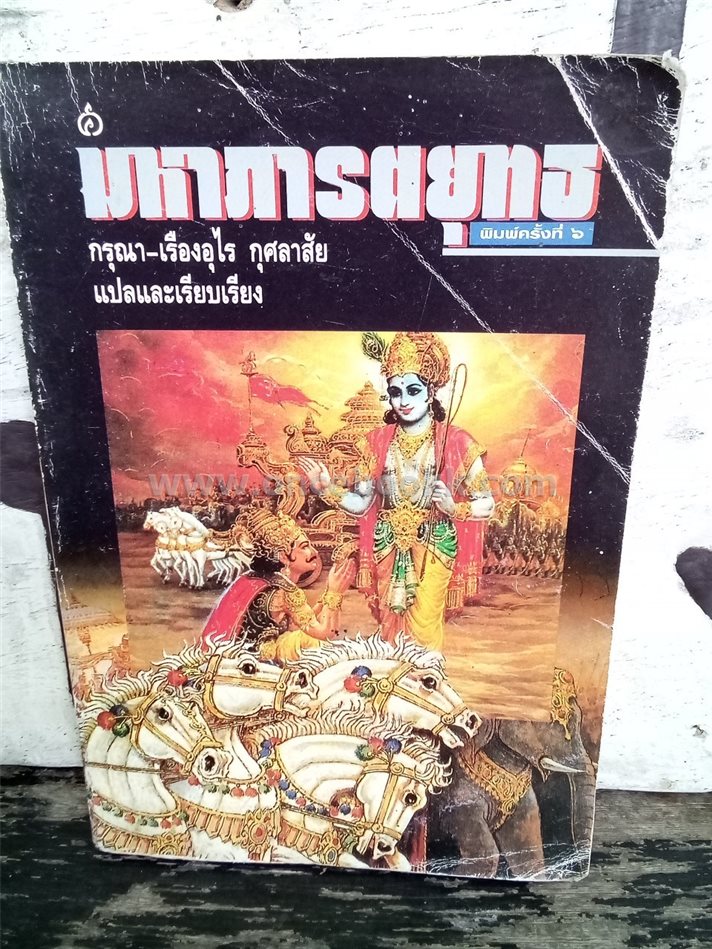 มหาภารตยุทธ
พิมพ์ครั้งที่ ๖
กรุณา-เรืองอุไร กุศลาสัย
แปลและเรียบเรียง